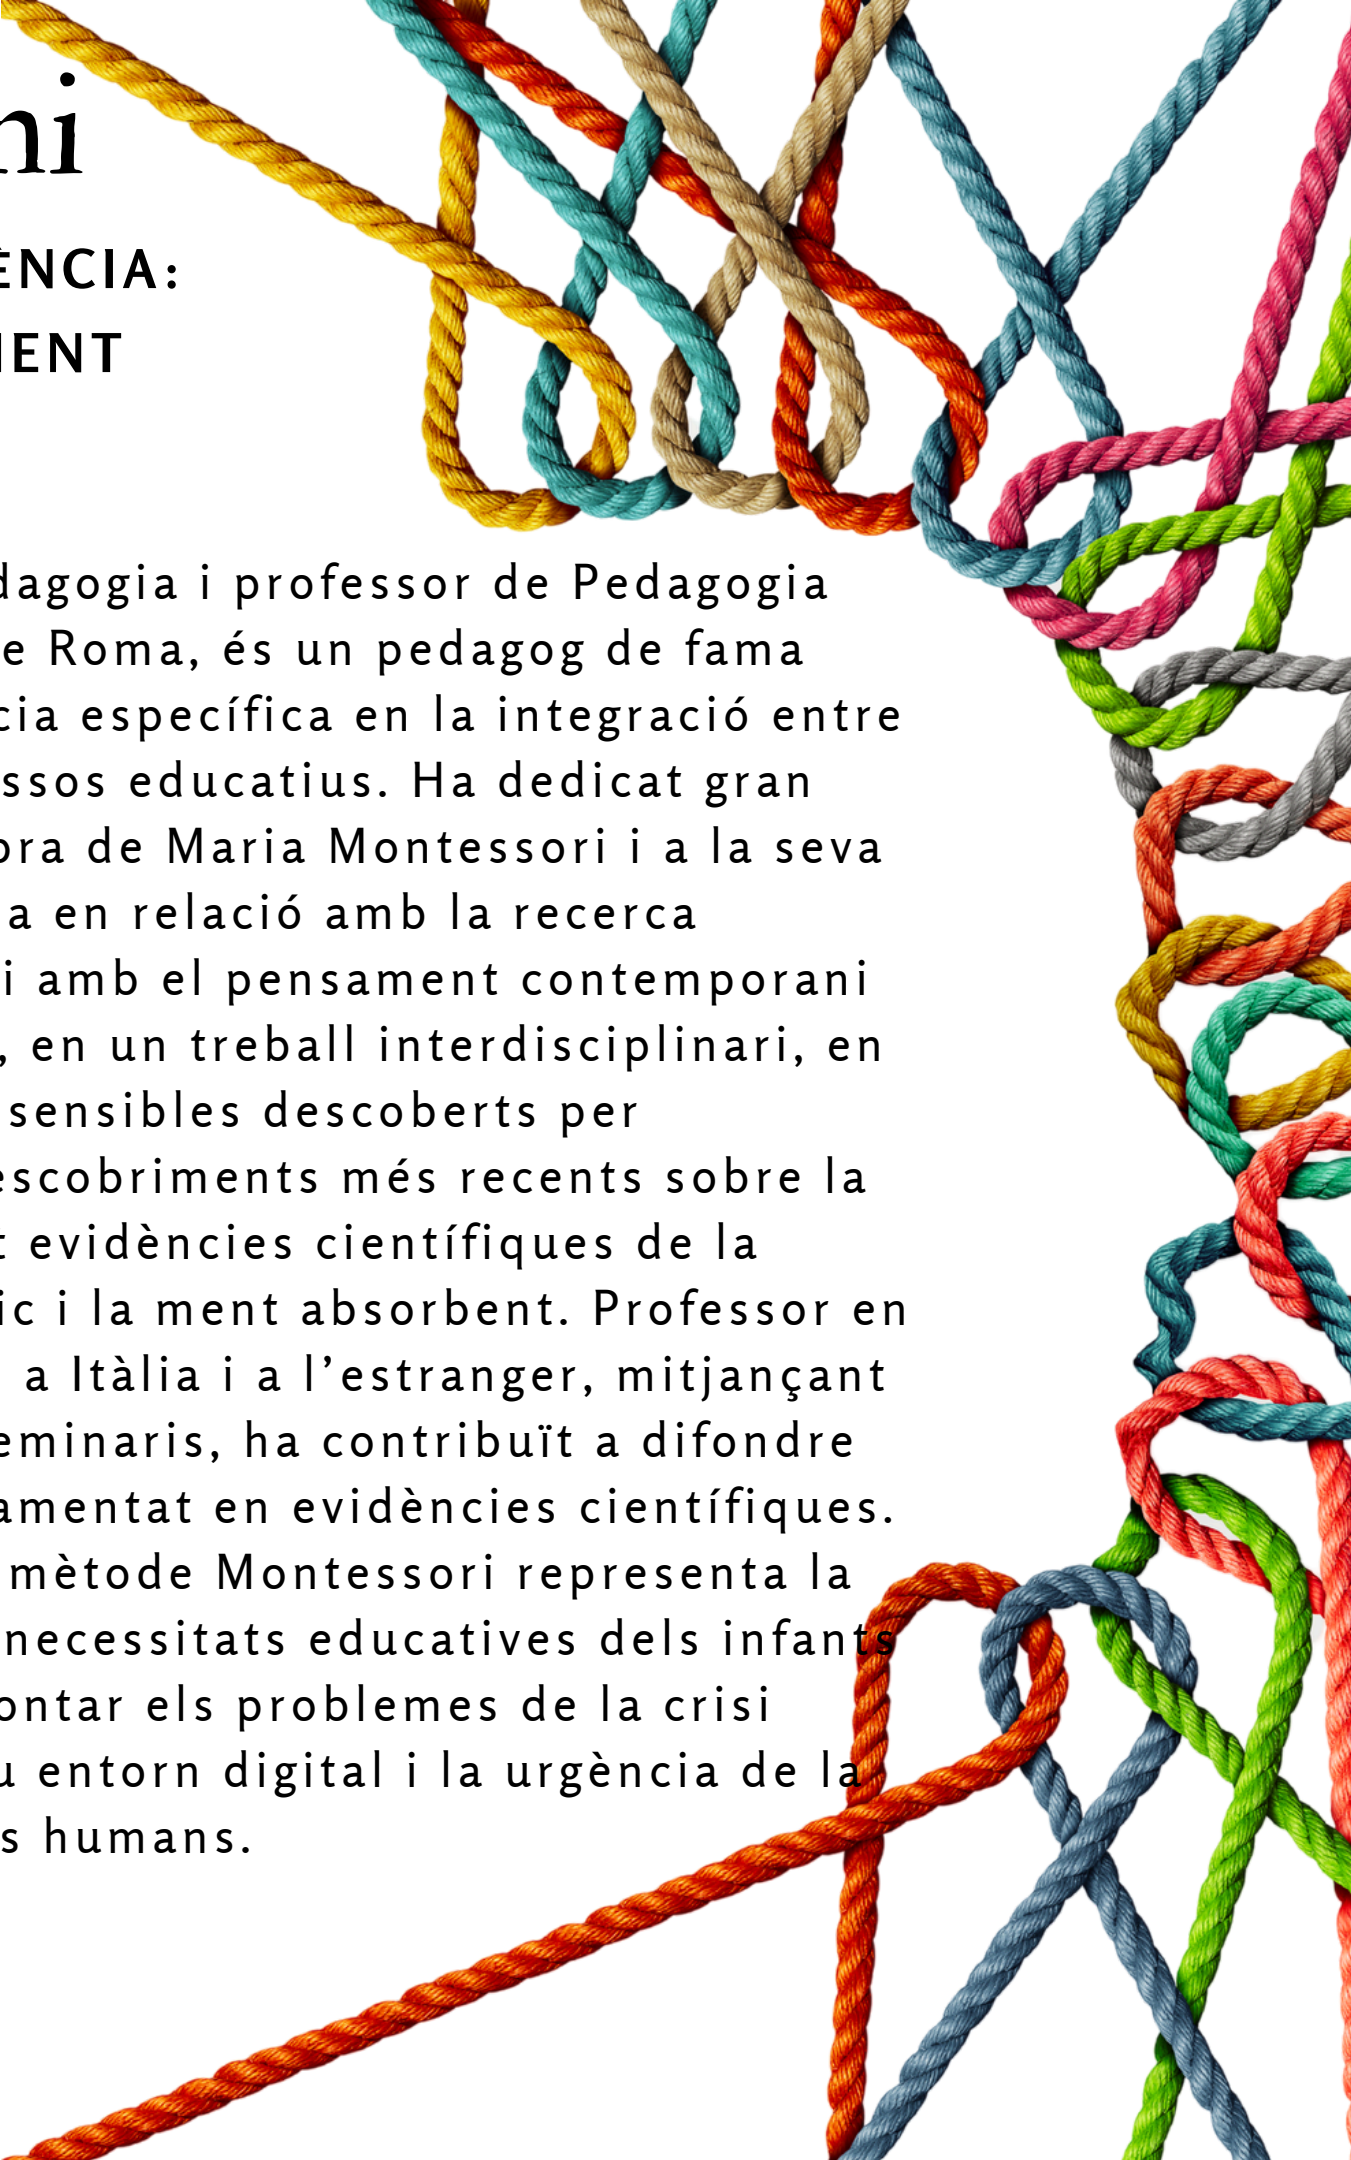 ni
ÈNCIA:
MENT
dagogia i professor de Pedagogia
e Roma, és un pedagog de fama
cia específica en la integració entre
ssos educatius. Ha dedicat gran
bra de Maria Montessori i a la seva
a en relació amb la recerca
i amb el pensament contemporani
, en un treball interdisciplinari, en
sensibles descoberts per
escobriments més recents sobre la
t evidències científiques de la
ic i la ment absorbent. Professor en
a Itàlia i a l’estranger, mitjançant
eminaris, ha contribuït a difondre
amentat en evidències científiques.
mètode Montessori representa la
necessitats educatives dels infants
ontar els problemes de la crisi
u entorn digital i la urgència de la
s humans.